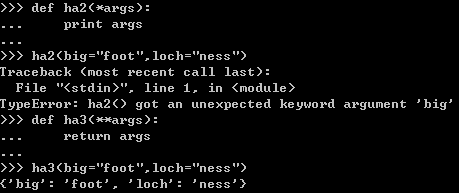 >>> def ha2(*args):
...     print args
...
>>> ha2(big="foot",loch="ness")
Traceback (most recent call last):
  File "<stdin>", line 1, in <module>
TypeError: ha2() got an unexpected keyword argument 'big'
>>> def ha3(**args):
...     return args
...
>>> ha3(big="foot",loch="ness")
{'big': 'foot', 'loch': 'ness'}